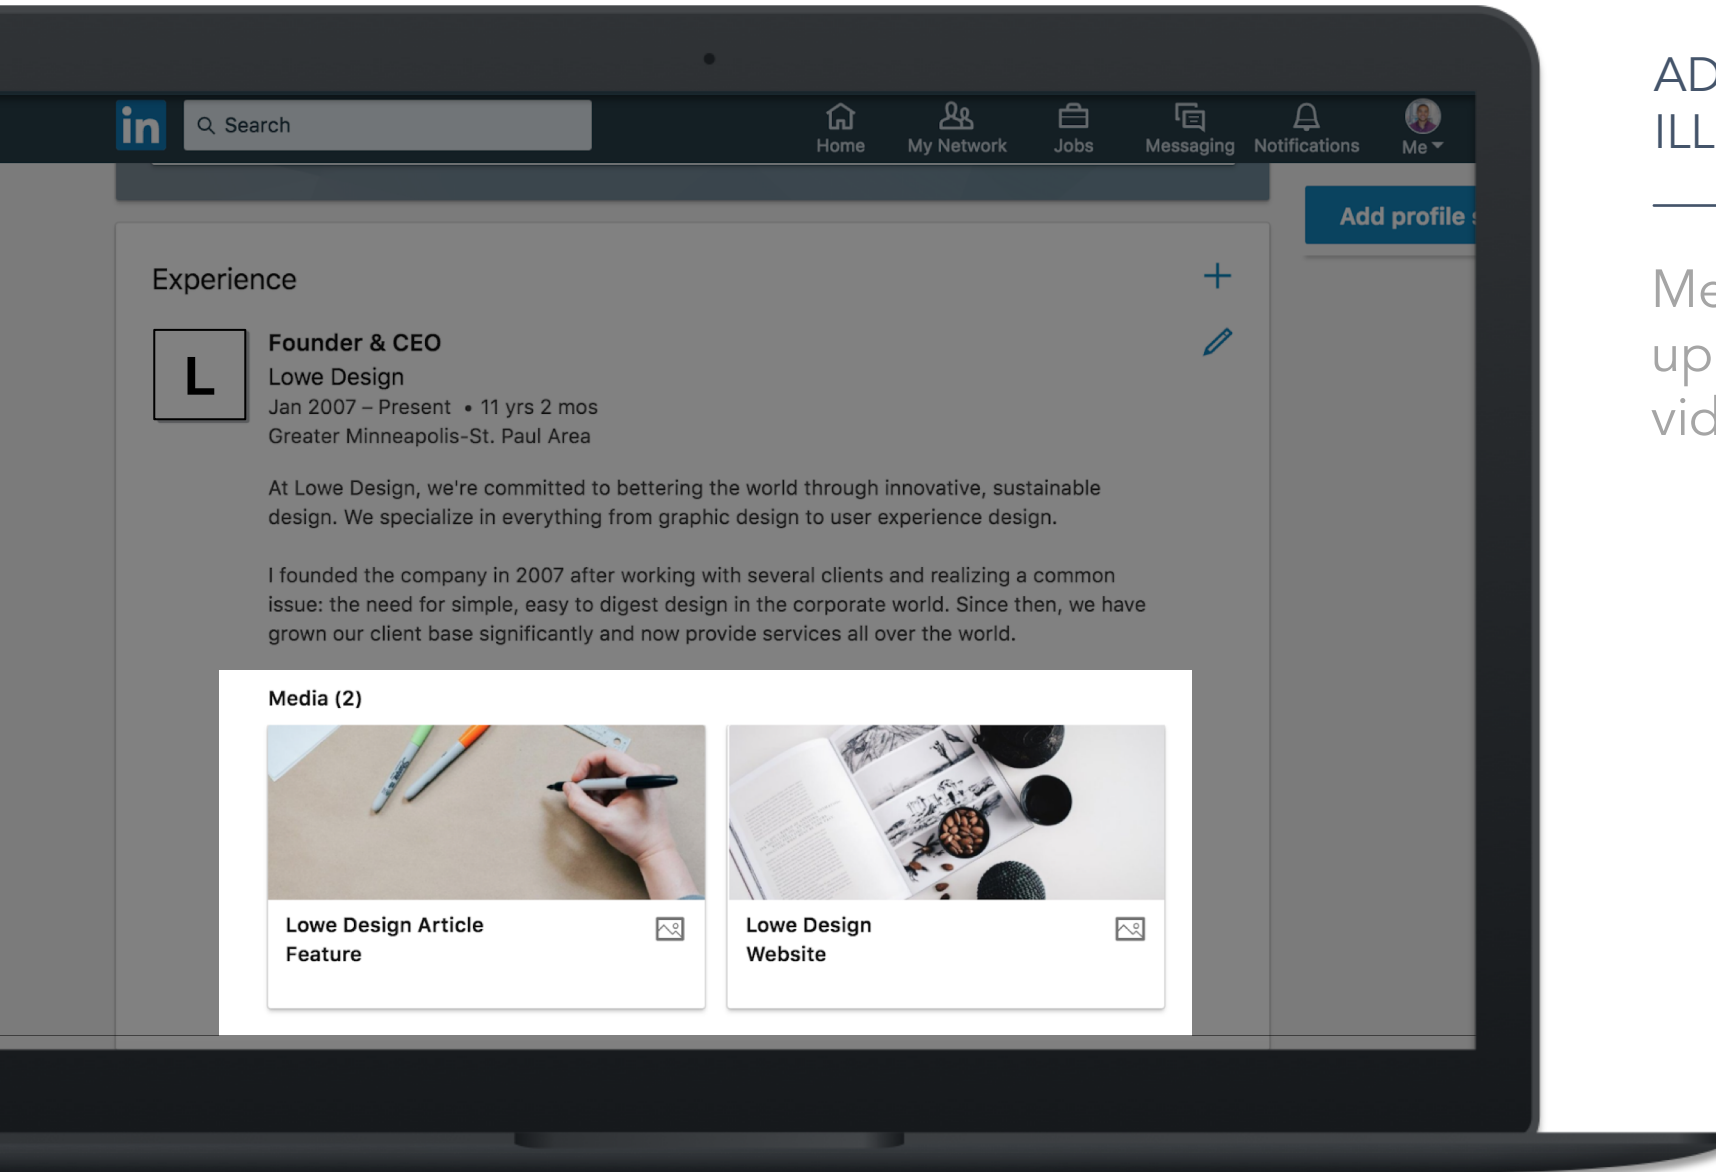 in
Search
Home
My Network
Jobs
Messaging
Notifications
Me
Add profile
Experience
L
Founder & CEO
Lowe Design
Jan 2007 – Present • 11 yrs 2 mos
Greater Minneapolis-St. Paul Area
At Lowe Design, we're committed to bettering the world through innovative, sustainable
design. We specialize in everything from graphic design to user experience design.
I founded the company in 2007 after working with several clients and realizing a common
issue: the need for simple, easy to digest design in the corporate world. Since then, we have
grown our client base significantly and now provide services all over the world.
Media (2)
Lowe Design Article
Feature
Lowe Design
Website
AD
ILL
Me
up
vid